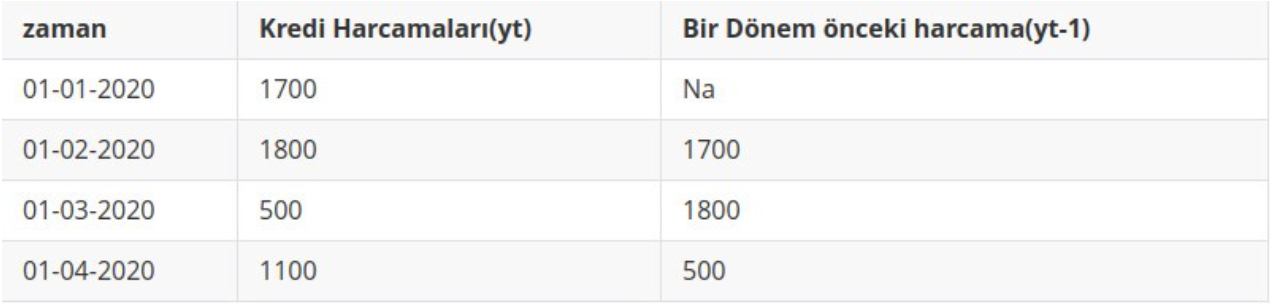 zaman Kredi Harcamaları(yt) Bir Dönem önceki harcama(yt-1)
01-01-2020 1700 Na
01-02-2020 1800 1700
01-03-2020 500 1800
01-04-2020 1100 500